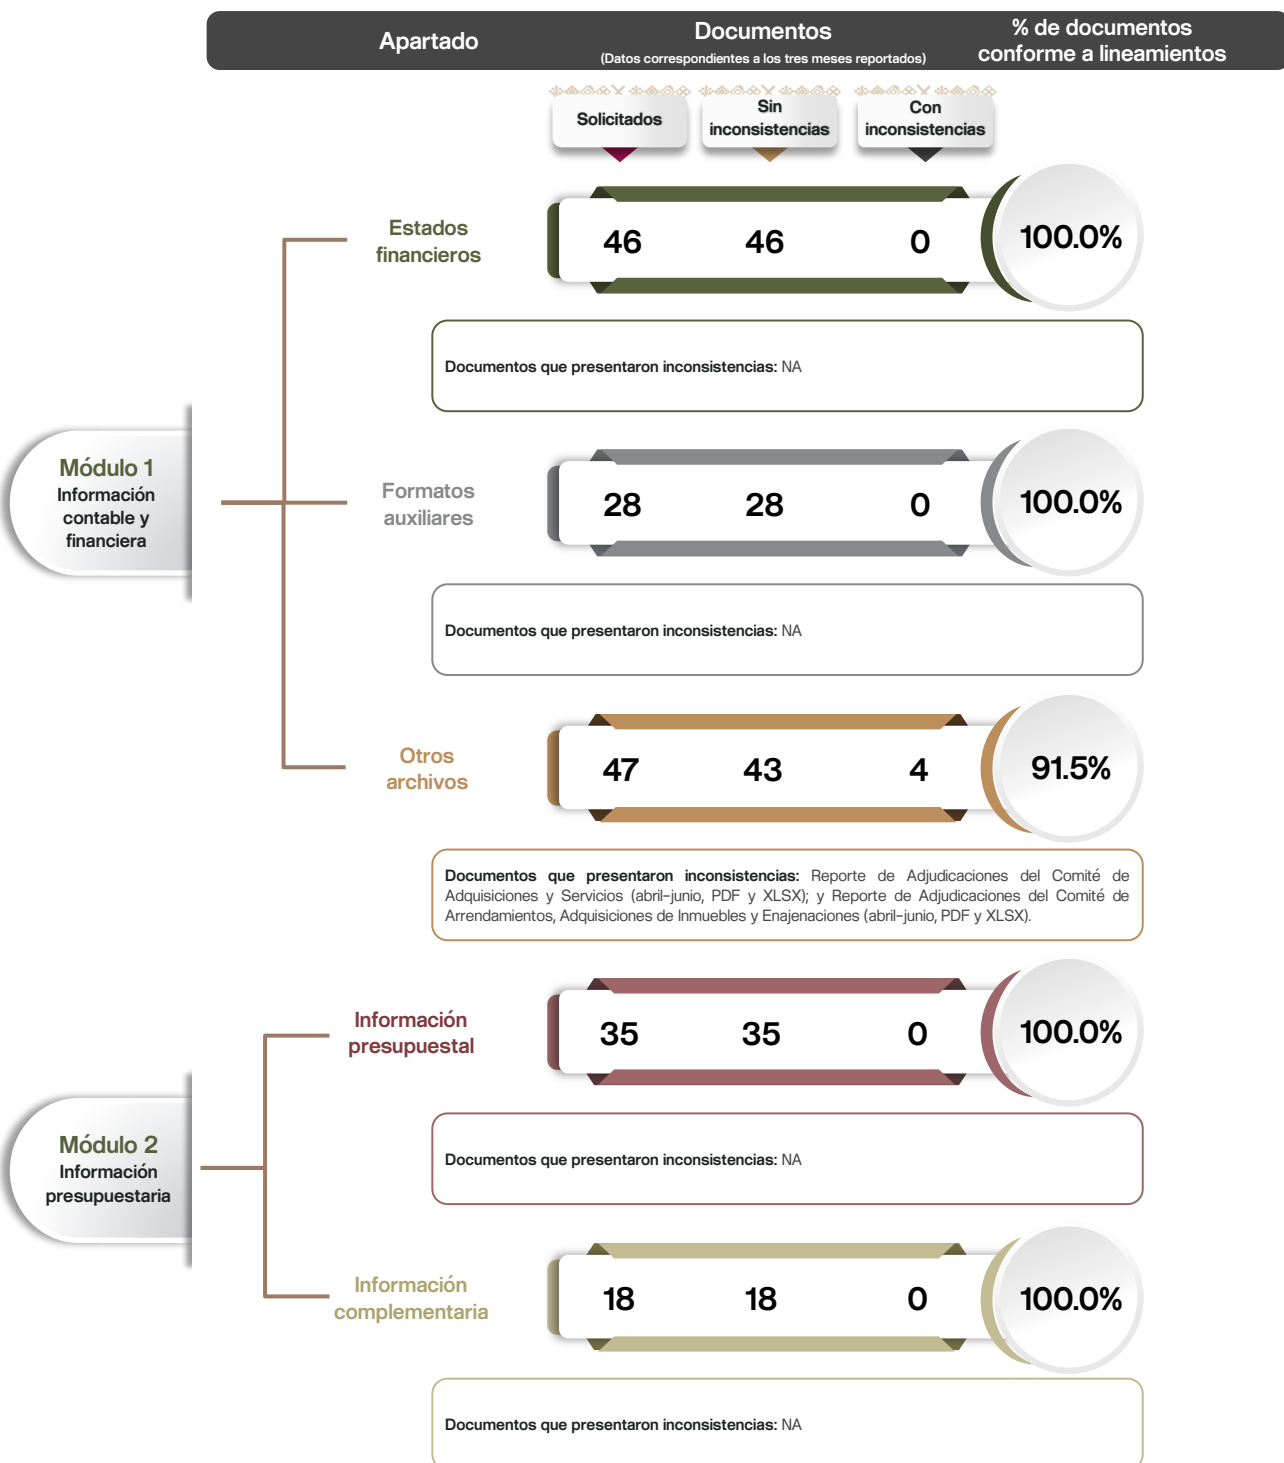 Apartado
Documentos
(Datos correspondientes a los tres meses reportados)
% de documentos
conforme a lineamientos
Solicitados
Sin
inconsistencias
Con
inconsistencias
Módulo 1
Información
contable y
financiera
Estados
financieros
46 46 0 100.0%
Documentos que presentaron inconsistencias: NA
Formatos
auxiliares
28 28 0 100.0%
Documentos que presentaron inconsistencias: NA
Otros
archivos
47 43 4 91.5%
Documentos que presentaron inconsistencias: Reporte de Adjudicaciones del Comité de
Adquisiciones y Servicios (abril-junio, PDF y XLSX); y Reporte de Adjudicaciones del Comité de
Arrendamientos, Adquisiciones de Inmuebles y Enajenaciones (abril-junio, PDF y XLSX).
Módulo 2
Información
presupuestaria
Información
presupuestal
35 35 0 100.0%
Documentos que presentaron inconsistencias: NA
Información
complementaria
18 18 0 100.0%
Documentos que presentaron inconsistencias: NA